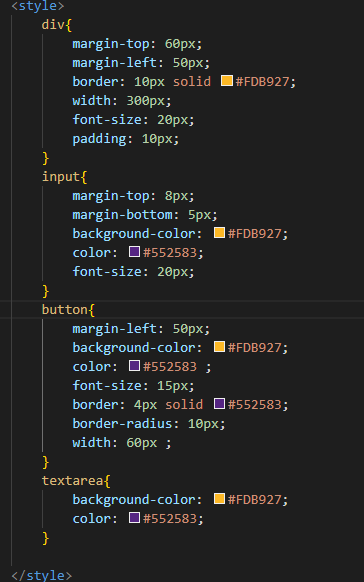 <style>
div{
margin-top: 60px;
margin-left: 50px;
border: 10px solid #FDB927;
width: 300px;
font-size: 20px;
padding: 10px;
}
input{
margin-top: 8px;
margin-bottom: 5px;
background-color: #FDB927;
color: #552583;
font-size: 20px;
}
button{
margin-left: 50px;
background-color: #FDB927;
color: #552583 ;
font-size: 15px;
border: 4px solid #552583;
border-radius: 10px;
width: 60px ;
}
textarea{
background-color: #FDB927;
color: #552583;
}
</style>